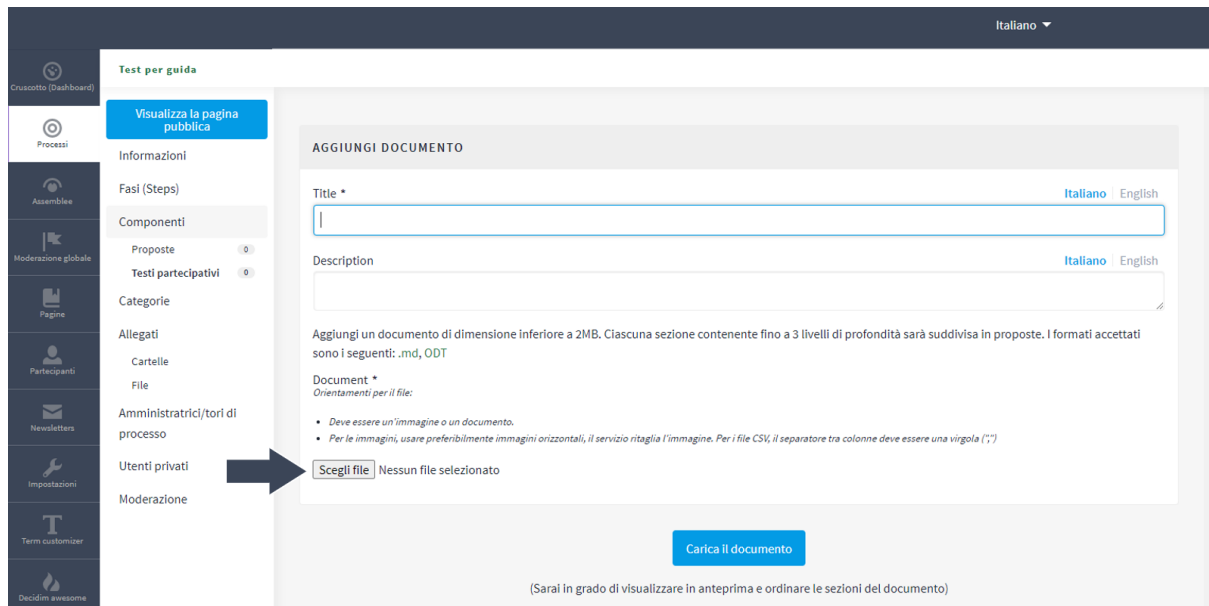 Italiano
Cruscotto (Dashboard)
Processi
Assemblee
Moderazione globale
Pagine
Partecipanti
Newsletters
Impostazioni
Term customizer
Decidim awesome
Test per guida
Visualizza la pagina
pubblica
Informazioni
Fasi (Steps)
Componenti
Proposte 0
Testi partecipativi 0
Categorie
Allegati
Cartelle
File
Amministratrici/tori di
processo
Utenti privati
Moderazione
AGGIUNGI DOCUMENTO
Title * Italiano English
Description Italiano English
Aggiungi un documento di dimensione inferiore a 2MB. Ciascuna sezione contenente fino a 3 livelli di profondità sarà suddivisa in proposte. I formati accettati
sono i seguenti: .md, ODT
Document *
Orientamenti per il file:
Deve essere un'immagine o un documento.
Per le immagini, usare preferibilmente immagini orizzontali, il servizio ritaglia l'immagine. Per i file CSV, il separatore tra colonne deve essere una virgola (",")
Scegli file Nessun file selezionato
Carica il documento
(Sarai in grado di visualizzare in anteprima e ordinare le sezioni del documento)